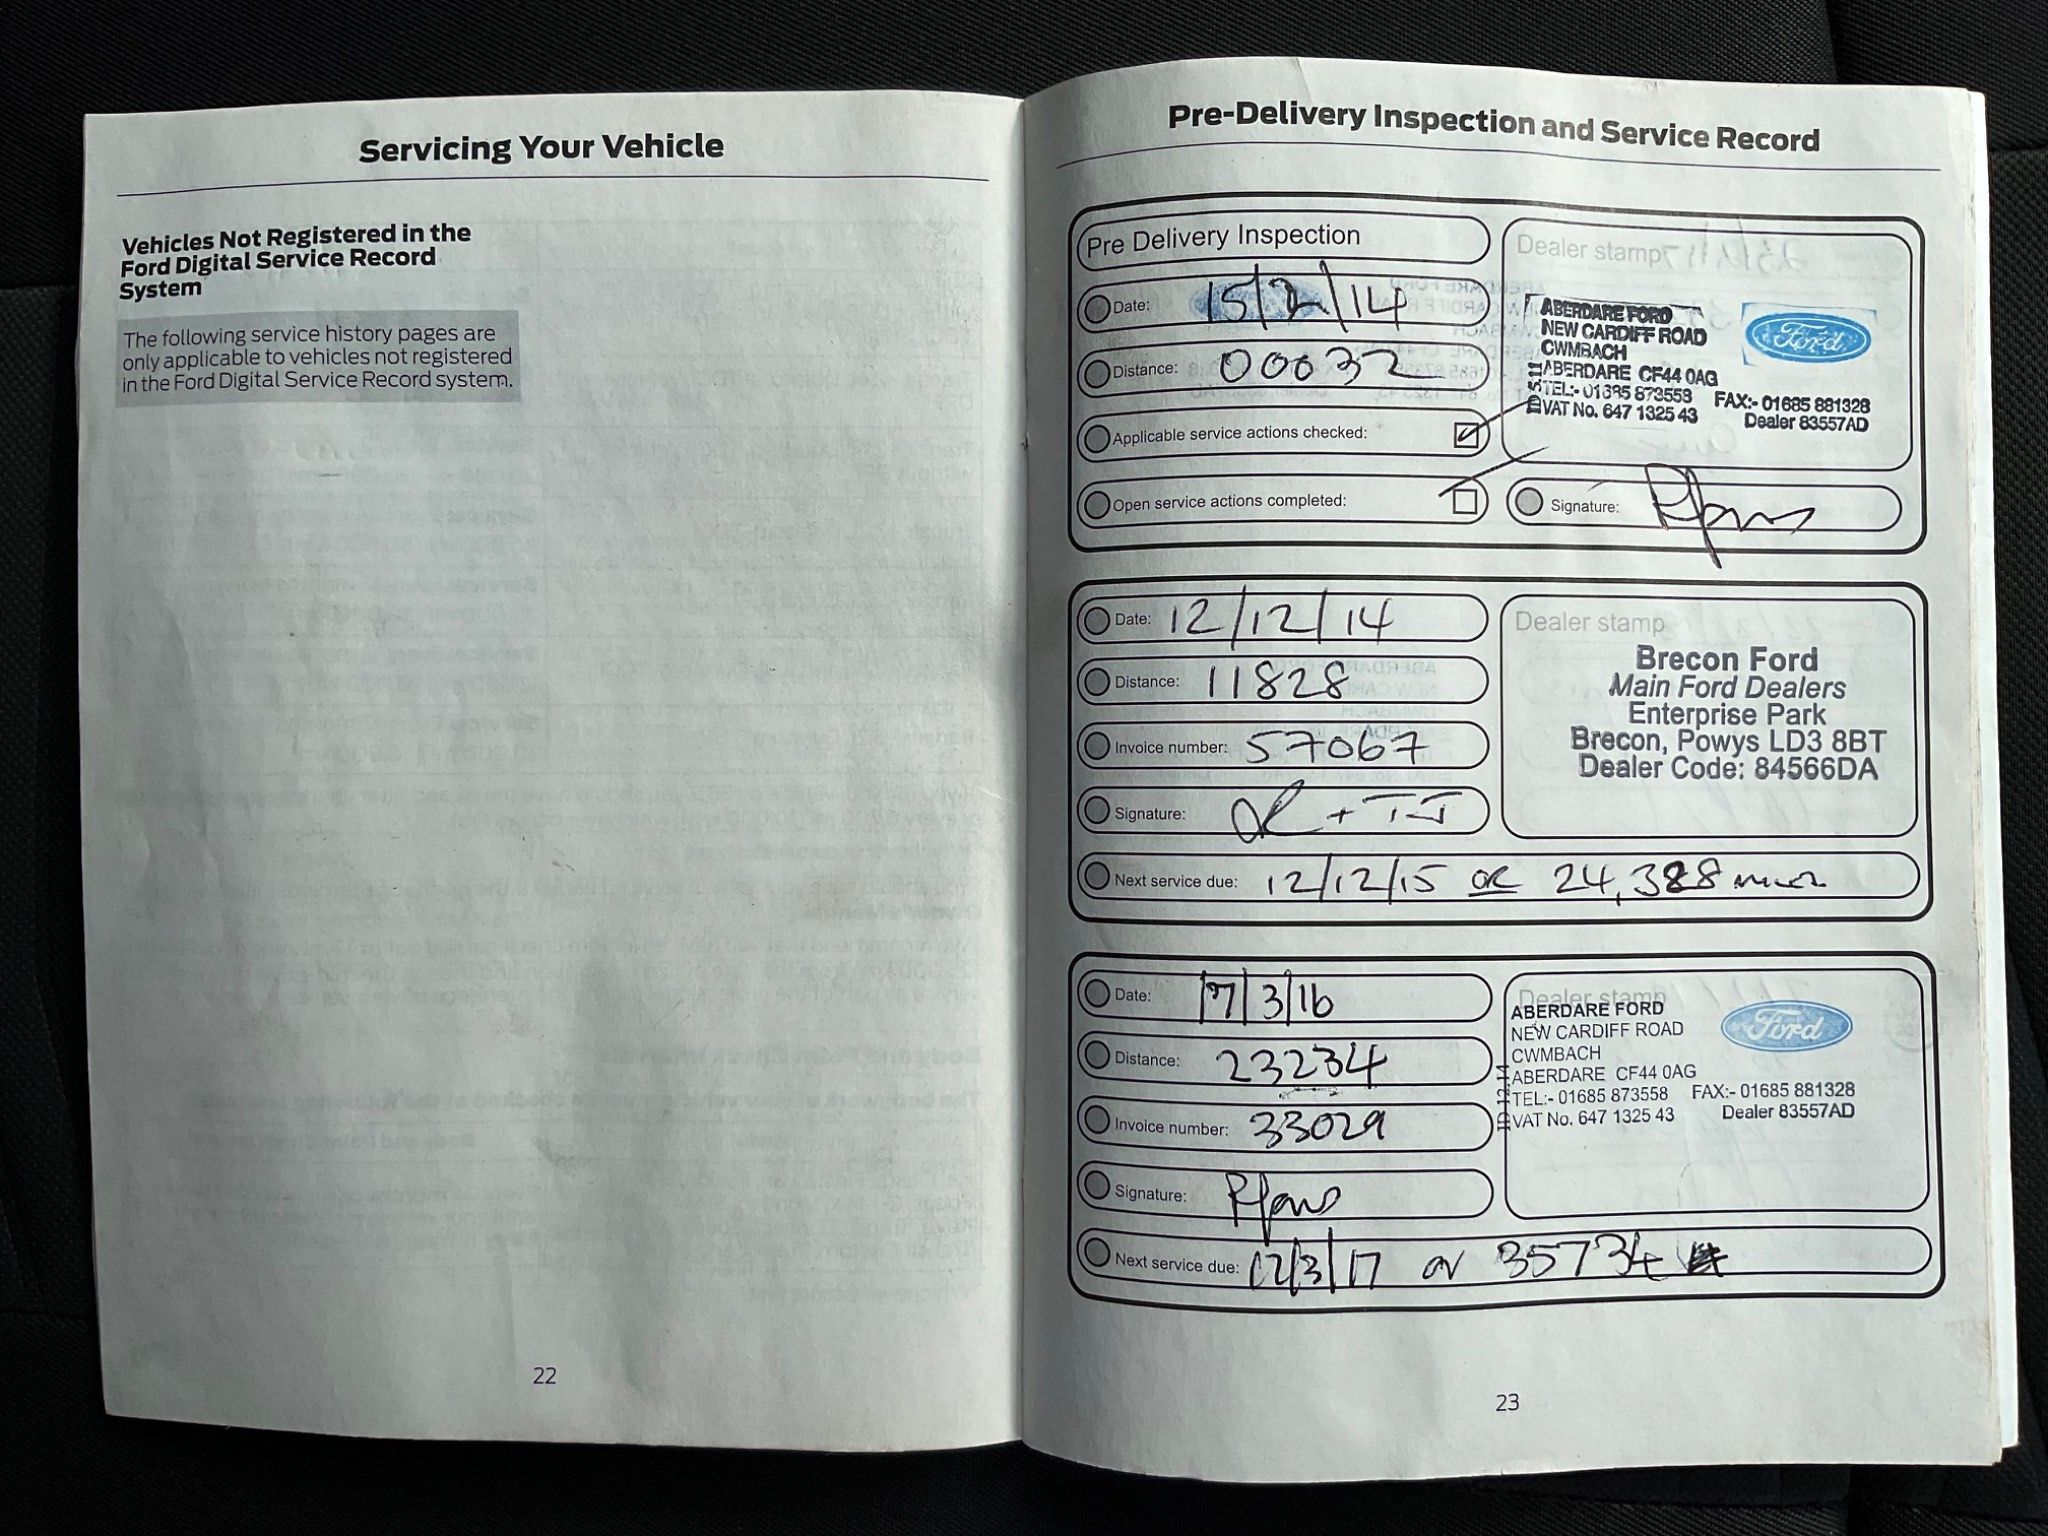 Servicing Your Vehicle
Vehicles Not Registered in the
Ford Digital Service Record
System
The following service history pages are
only applicable to vehicles not registered
in the Ford Digital Service Record system.
22
Pre-Delivery Inspection and Service Record
Pre Delivery Inspection
Date: 15/2/14
Distance: 00032
Applicable service actions checked:
Open service actions completed:
Dealer stamp
ABERDARE FORD
NEW CARDIFF ROAD
CWMBACH
ABERDARE CF44 0AG
TEL:- 01685 873558 FAX:- 01685 881328
VAT No. 647 1325 43 Dealer 83557AD
Ford
Signature:
Date: 12/12/14
Distance: 11828
Invoice number: 57067
Signature:
Next service due: 12/12/15 OR 24,388
Dealer stamp
Brecon Ford
Main Ford Dealers
Enterprise Park
Brecon, Powys LD3 8BT
Dealer Code: 84566DA
Date: 17/3/16
Distance: 23234
Invoice number: 33029
Signature:
Next service due: 12/3/17 or 35734
Dealer stamp
ABERDARE FORD
NEW CARDIFF ROAD
CWMBACH
ABERDARE CF44 0AG
TEL:- 01685 873558 FAX:- 01685 881328
VAT No. 647 1325 43 Dealer 83557AD
Ford
23